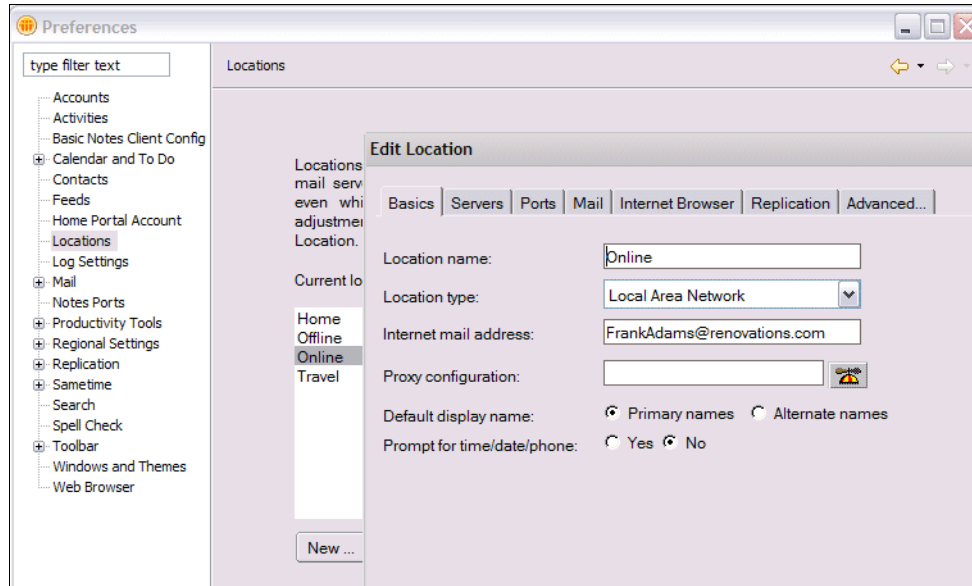 Preferences
type filter text
Accounts
Activities
Basic Notes Client Config
Calendar and To Do
Contacts
Feeds
Home Portal Account
Locations
Log Settings
Mail
Notes Ports
Productivity Tools
Regional Settings
Replication
Sametime
Search
Spell Check
Toolbar
Windows and Themes
Web Browser
Locations
Locations
mail serv
even whi
adjustmer
Location.
Current lo
Home
Offline
Online
Travel
New ...
Edit Location
Basics Servers Ports Mail Internet Browser Replication Advanced...
Location name: Online
Location type: Local Area Network
Internet mail address: FrankAdams@renovations.com
Proxy configuration:
Default display name: Primary names Alternate names
Prompt for time/date/phone: Yes No